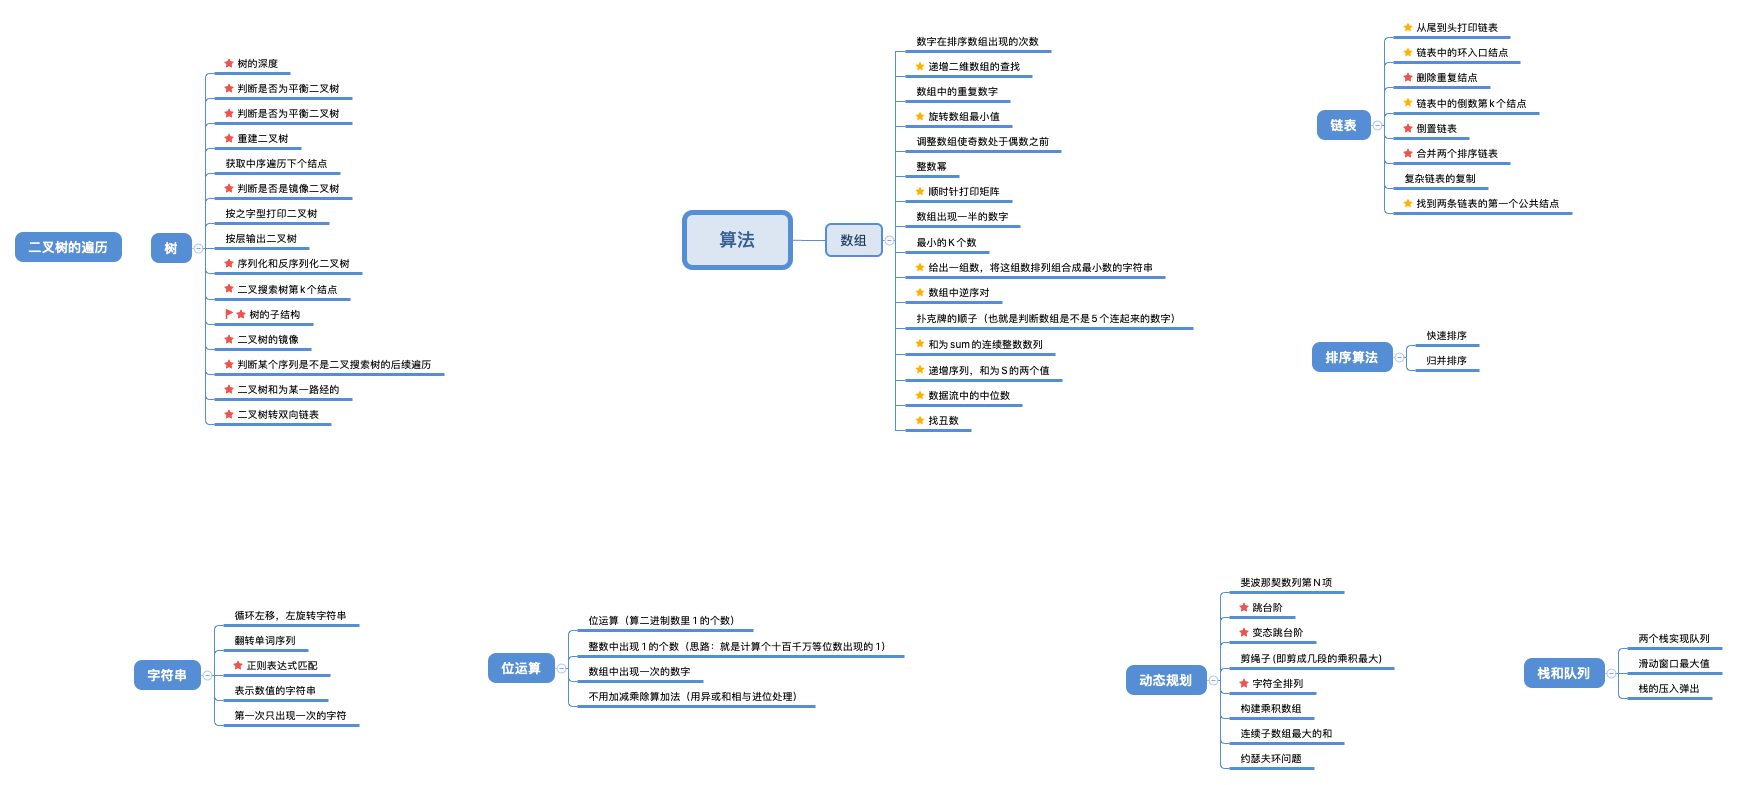 二叉树的遍历
树
树的深度
判断是否为平衡二叉树
判断是否为平衡二叉树
重建二叉树
获取中序遍历下个结点
判断是否是镜像二叉树
按之字型打印二叉树
按层输出二叉树
序列化和反序列化二叉树
二叉搜索树第k个结点
树的子结构
二叉树的镜像
判断某个序列是不是二叉搜索树的后续遍历
二叉树和为某一路经的
二叉树转双向链表
算法
数组
数字在排序数组出现的次数
递增二维数组的查找
数组中的重复数字
旋转数组最小值
调整数组使奇数处于偶数之前
整数幂
顺时针打印矩阵
数组出现一半的数字
最小的K个数
给出一组数，将这组数排列组合成最小数的字符串
数组中逆序对
扑克牌的顺子（也就是判断数组是不是5个连起来的数字）
和为sum的连续整数数列
递增序列，和为S的两个值
数据流中的中位数
找丑数
链表
从尾到头打印链表
链表中的环入口结点
删除重复结点
链表中的倒数第k个结点
倒置链表
合并两个排序链表
复杂链表的复制
找到两条链表的第一个公共结点
排序算法
快速排序
归并排序
字符串
循环左移，左旋转字符串
翻转单词序列
正则表达式匹配
表示数值的字符串
第一次只出现一次的字符
位运算
位运算（算二进制数里1的个数）
整数中出现1的个数（思路：就是计算个十百千万等位数出现的1）
数组中出现一次的数字
不用加减乘除算加法（用异或和相与进位处理）
动态规划
斐波那契数列第N项
跳台阶
变态跳台阶
剪绳子(即剪成几段的乘积最大)
字符全排列
构建乘积数组
连续子数组最大的和
约瑟夫环问题
栈和队列
两个栈实现队列
滑动窗口最大值
栈的压入弹出